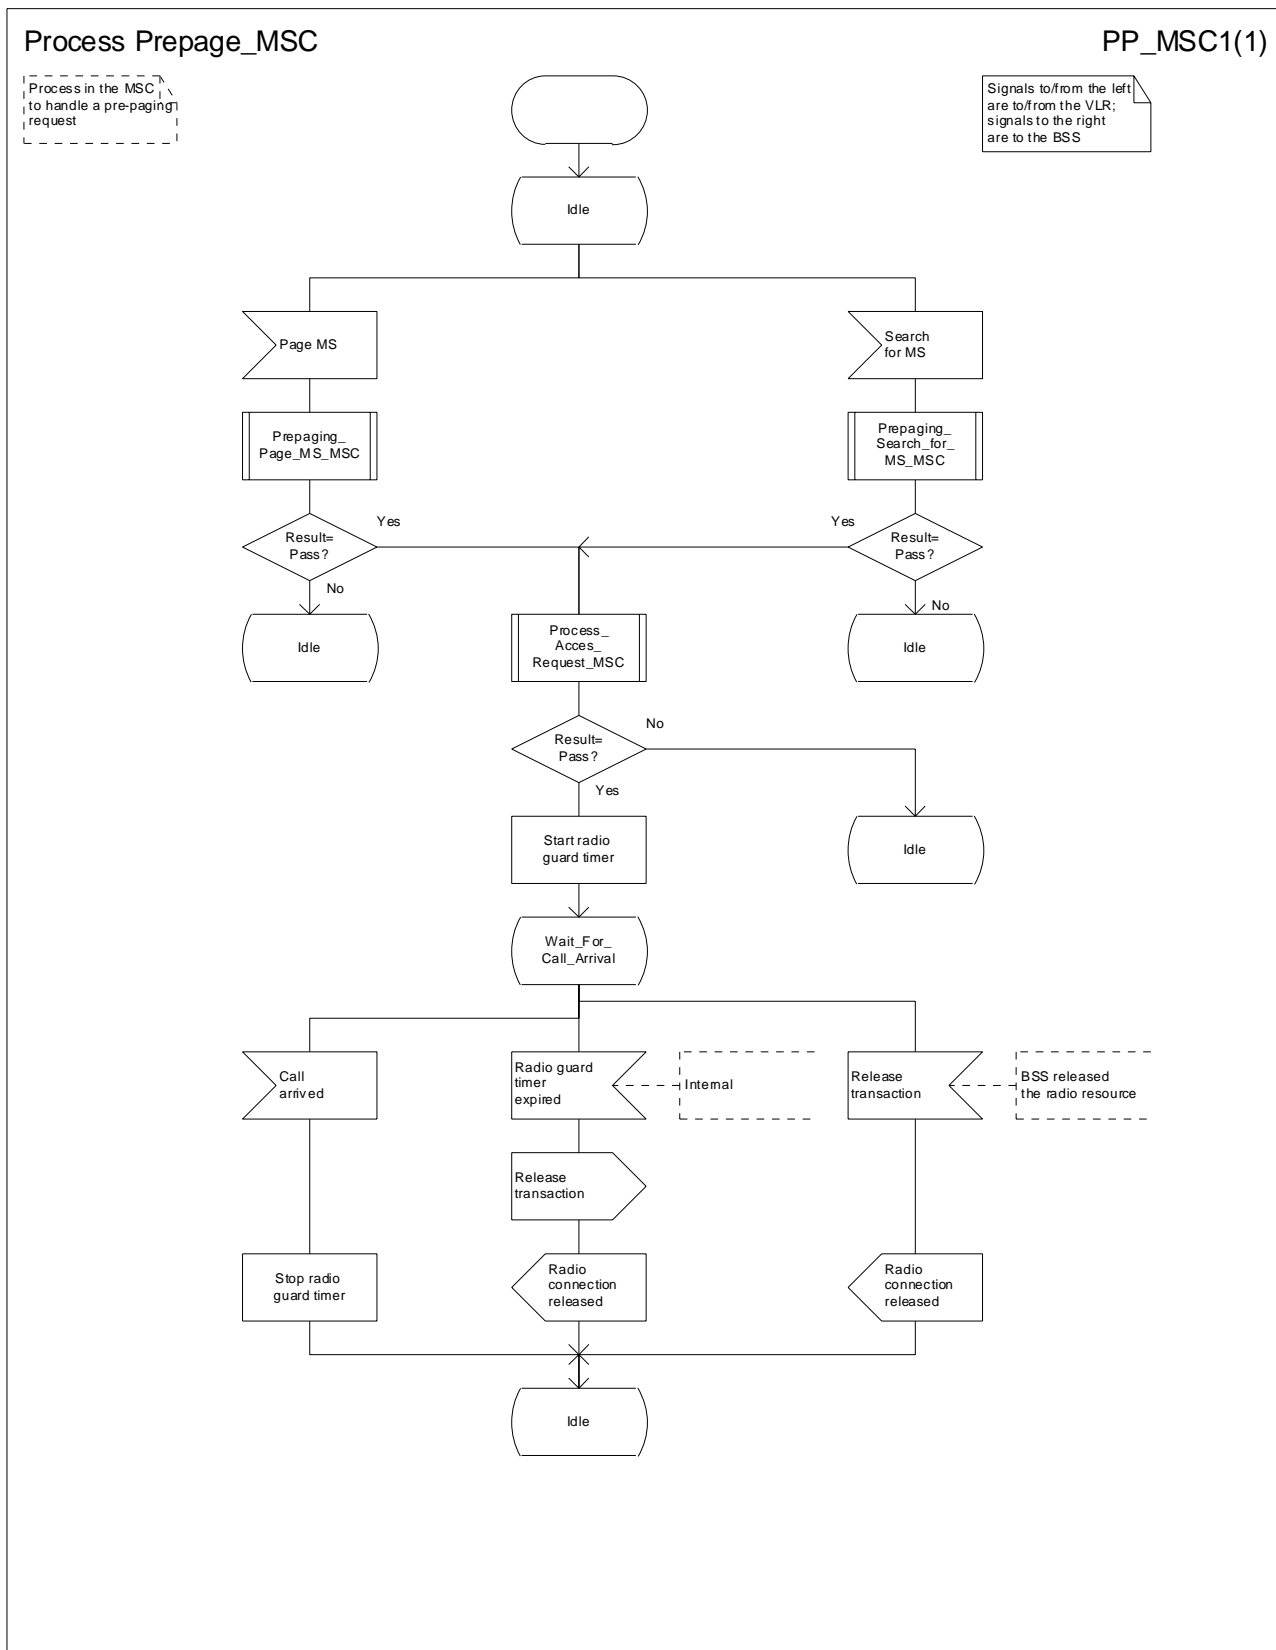 Process Prepage_MSC
PP_MSC1(1)
Process in the MSC
to handle a pre-paging
request
Signals to/from the left
are to/from the VLR;
signals to the right
are to the BSS
Idle
Page MS
Search
for MS
Prepaging_
Page_MS_MSC
Prepaging_
Search_for_
MS_MSC
Yes
Yes
Result=
Pass?
Result=
Pass?
No
No
Idle
Process_
Acces_
Request_MSC
Idle
No
Result=
Pass?
Yes
Start radio
guard timer
Idle
Wait_For_
Call_Arrival
Call
arrived
Radio guard
timer
expired
Internal
Release
transaction
BSS released
the radio resource
Release
transaction
Stop radio
guard timer
Radio
connection
released
Radio
connection
released
Idle